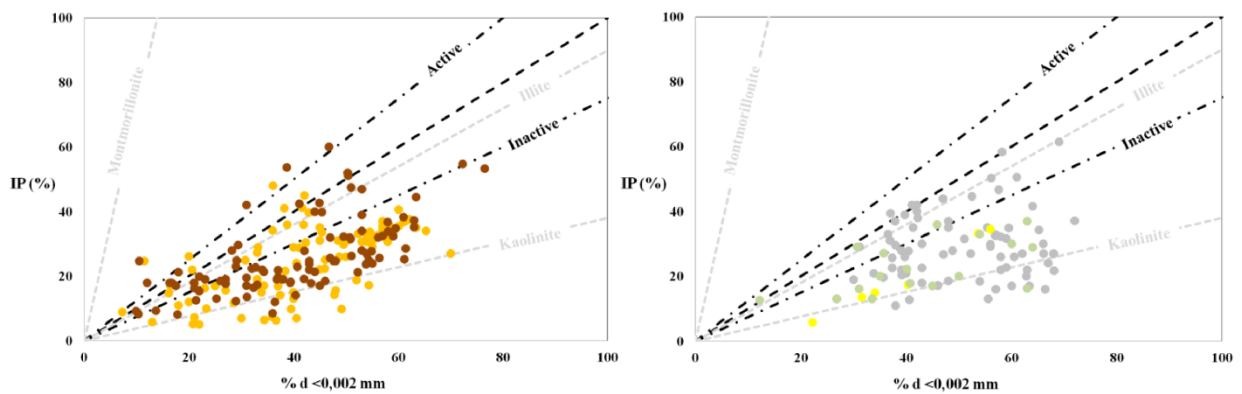 100
80
60
40
20
0
IP (%)
Montmorillonite
Active
Illite
Inactive
Kaolinite
0 20 40 60 80 100
% d <0,002 mm
100
80
60
40
20
0
IP (%)
Montmorillonite
Active
Illite
Inactive
Kaolinite
0 20 40 60 80 100
% d <0,002 mm